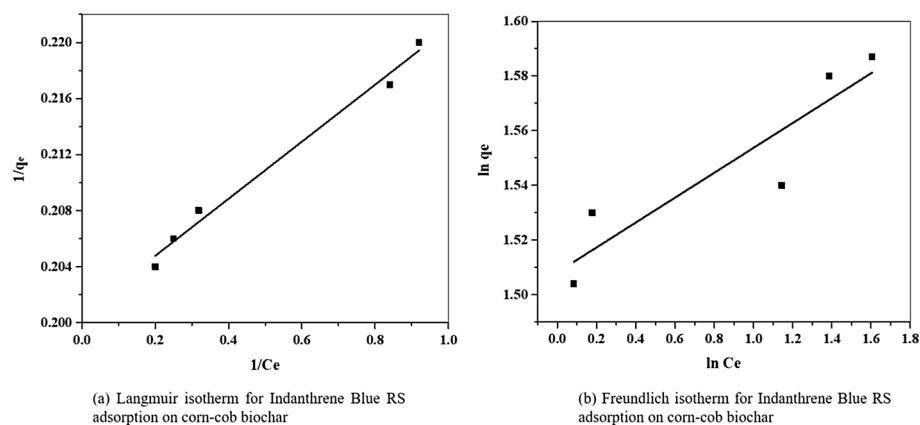 0.220
0.216
0.212
0.208
0.204
0.200
1/qe
0.0 0.2 0.4 0.6 0.8 1.0
1/Ce
(a) Langmuir isotherm for Indanthrene Blue RS
adsorption on corn-cob biochar
1.60
1.58
1.56
1.54
1.52
1.50
ln qe
0.0 0.2 0.4 0.6 0.8 1.0 1.2 1.4 1.6 1.8
ln Ce
(b) Freundlich isotherm for Indanthrene Blue RS
adsorption on corn-cob biochar